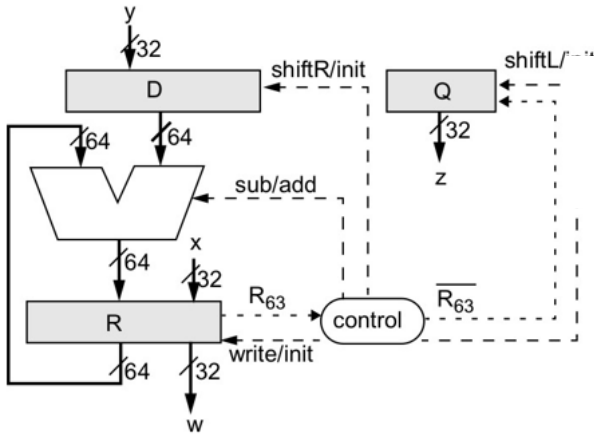 y
32
D
shiftR/init
shiftL/
Q
64
64
32
z
sub/add
x
64
32
R
R63
control
R63
write/init
64
32
w